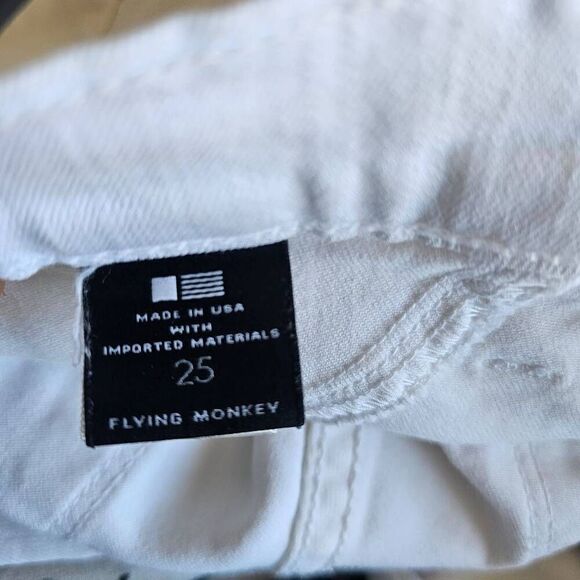 MADE IN USA
WITH
IMPORTED MATERIALS
25
FLYING MONKEY